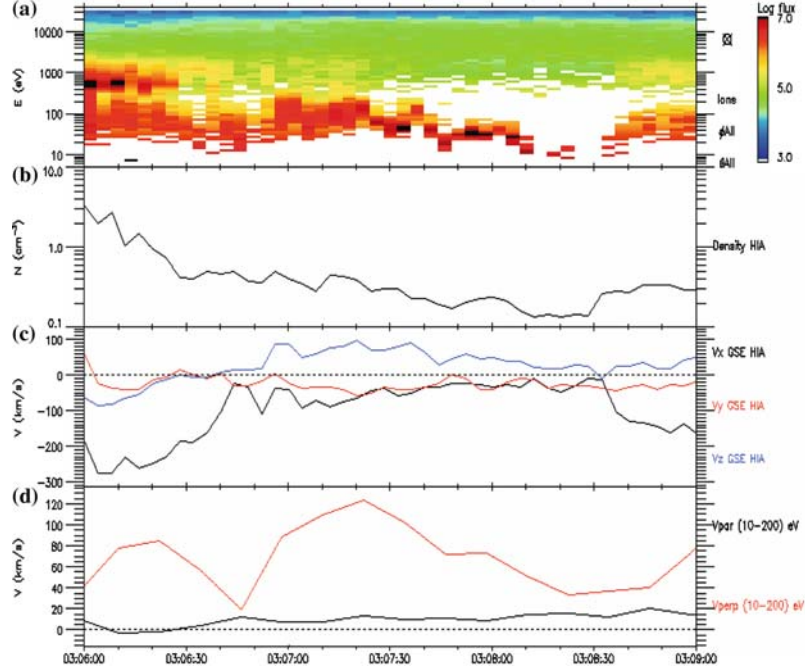 (a)
Log flux
7.0
5.0
3.0
E (eV)
10000
1000
100
10
Ions
(b)
N (cm⁻³)
10.0
1.0
0.1
Density HIA
(c)
V (km/s)
100
0
-100
-200
-300
Vx GSE HIA
Vy GSE HIA
Vz GSE HIA
(d)
V (km/s)
120
100
80
60
40
20
0
Vpar (10-200) eV
Vperp (10-200) eV
03:06:00 03:06:30 03:07:00 03:07:30 03:08:00 03:08:30 03:09:00